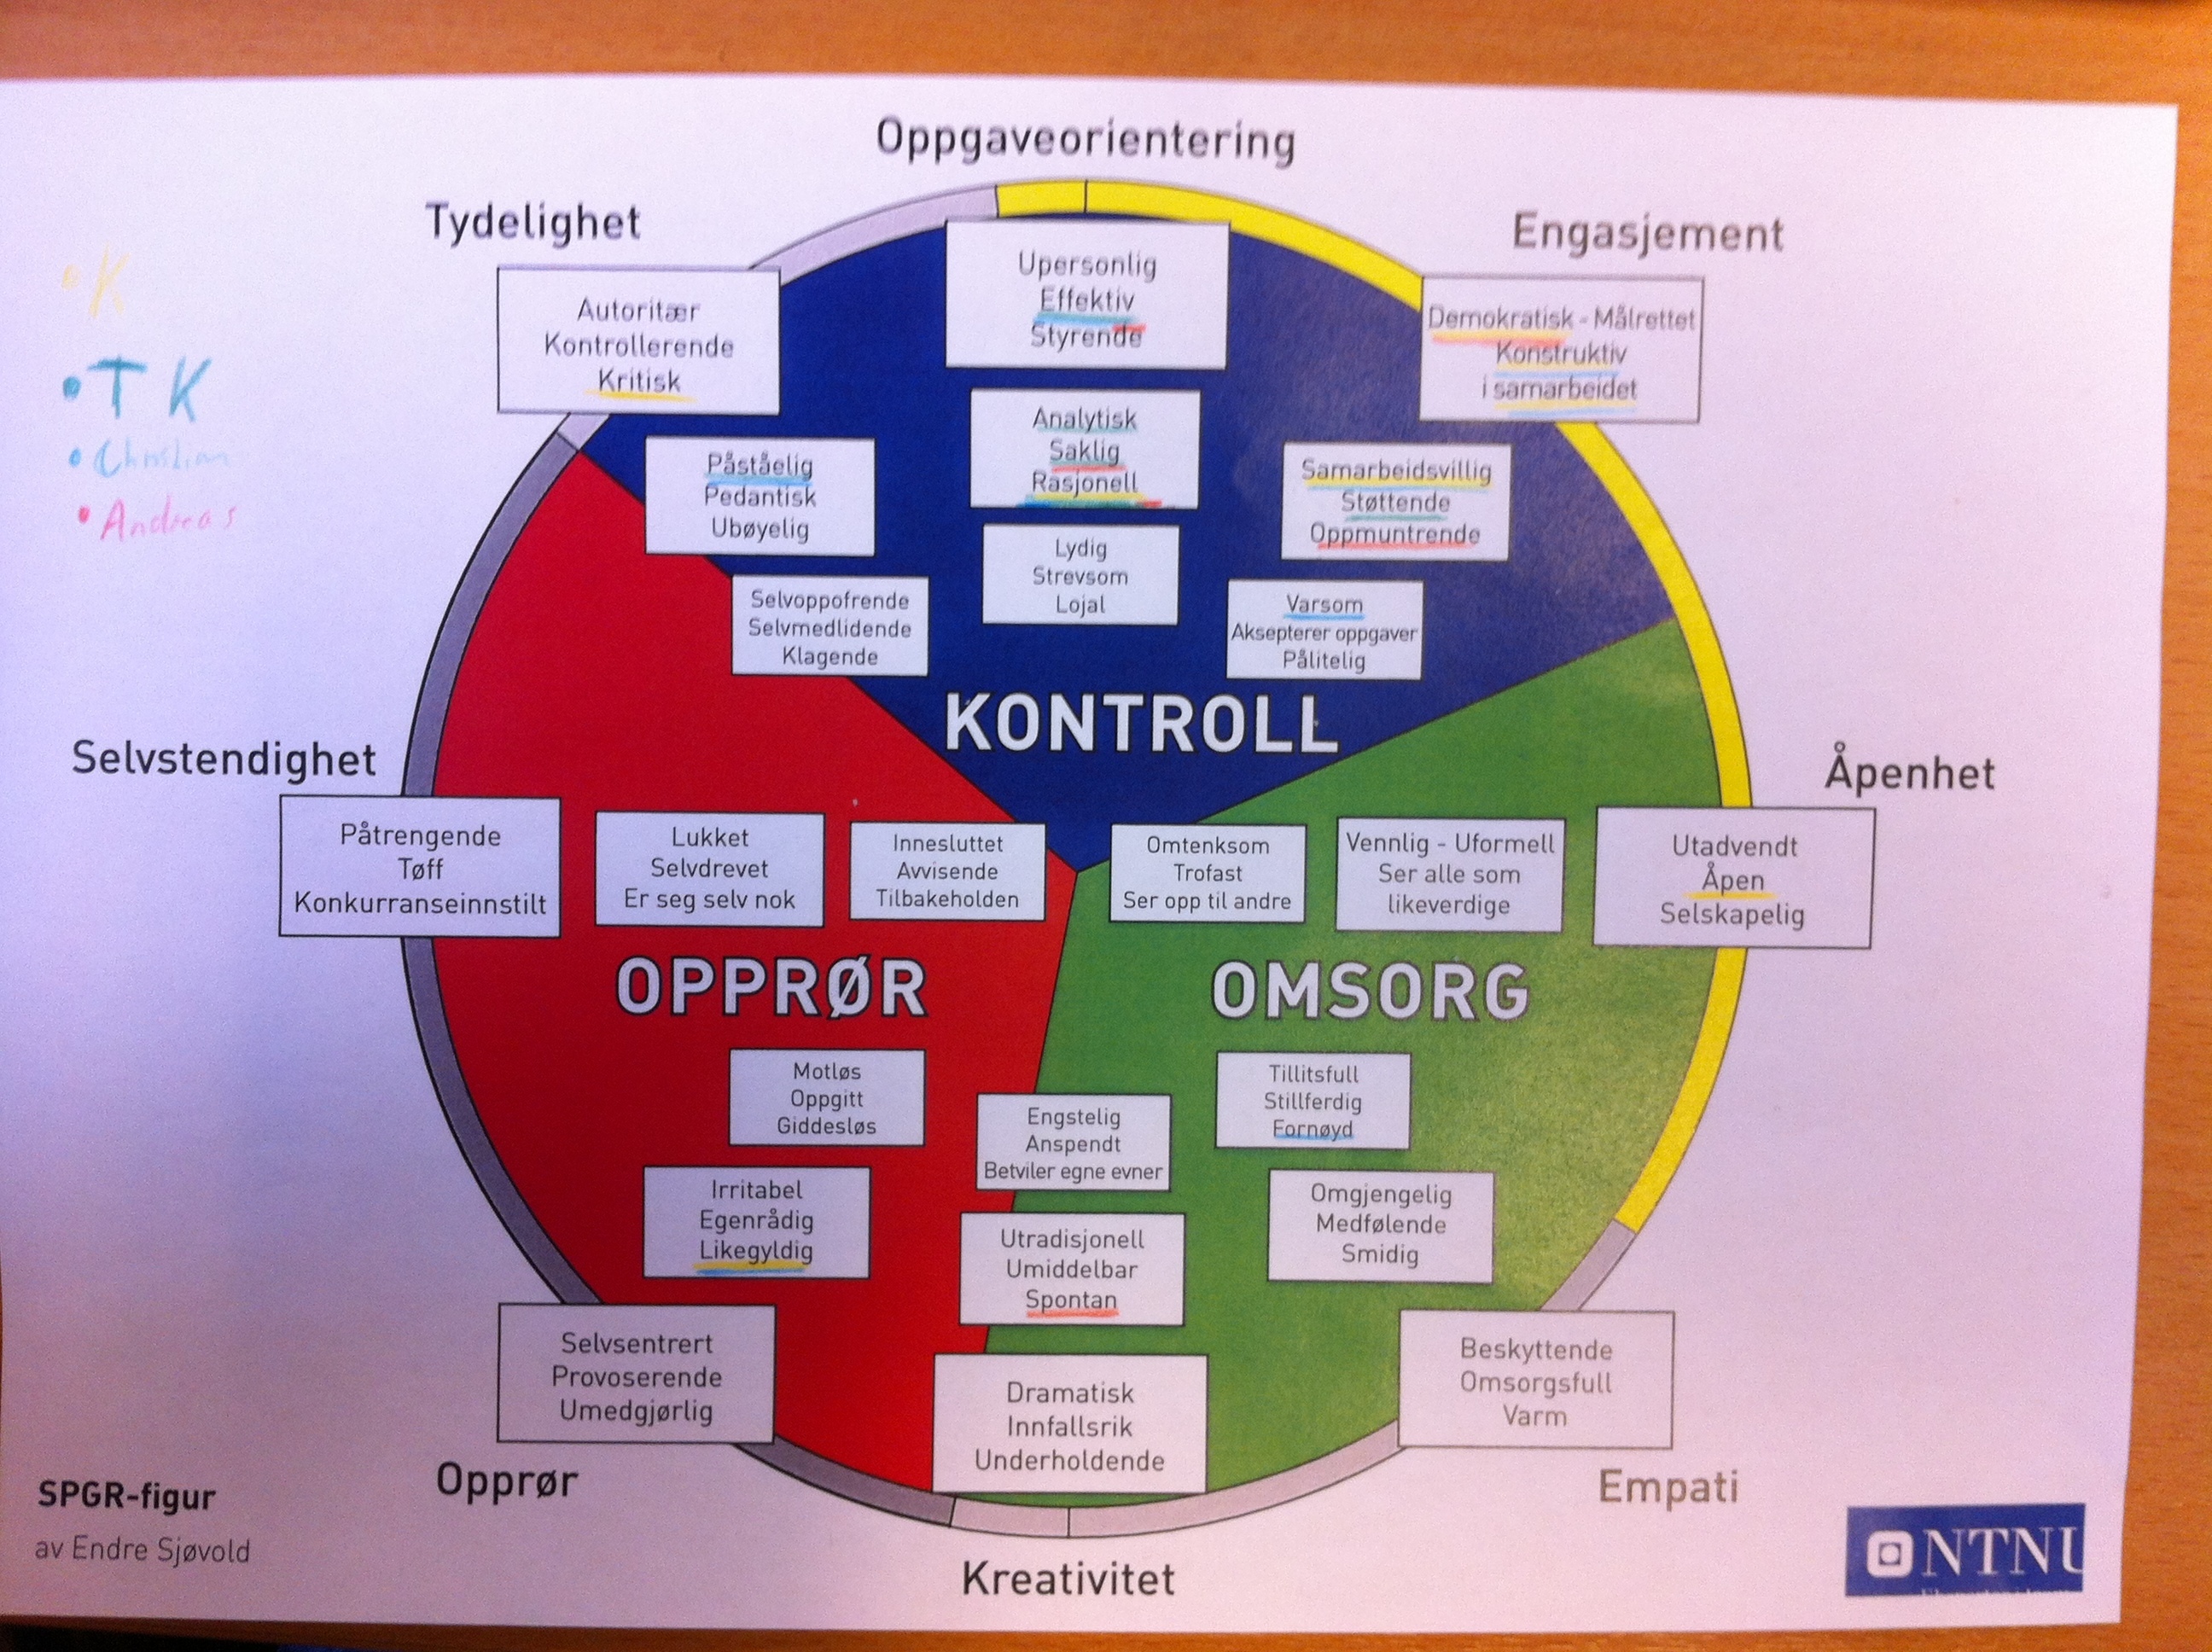 Oppgaveorientering
Tydelighet
Engasjement
K
T K
Christian
Andreas
Autoritær
Kontrollerende
Kritisk
Upersonlig
Effektiv
Styrende
Demokratisk - Målrettet
Konstruktiv
i samarbeidet
Påståelig
Pedantisk
Ubøyelig
Analytisk
Saklig
Rasjonell
Samarbeidsvillig
Støttende
Oppmuntrende
Selvoppofrende
Selvmedlidende
Klagende
Lydig
Strevsom
Lojal
Varsom
Aksepterer oppgaver
Pålitelig
KONTROLL
Selvstendighet
Åpenhet
Påtrengende
Tøff
Konkurranseinnstilt
Lukket
Selvdrevet
Er seg selv nok
Innesluttet
Avvisende
Tilbakeholden
Omtenksom
Trofast
Ser opp til andre
Vennlig - Uformell
Ser alle som
likeverdige
Utadvendt
Åpen
Selskapelig
OPPRØR
OMSORG
Motløs
Oppgitt
Giddesløs
Engstelig
Anspendt
Betviler egne evner
Tillitsfull
Stillferdig
Fornøyd
Irritabel
Egenrådig
Likegyldig
Utradisjonell
Umiddelbar
Spontan
Omgjengelig
Medfølende
Smidig
Selvsentrert
Provoserende
Umedgjørlig
Dramatisk
Innfallsrik
Underholdende
Beskyttende
Omsorgsfull
Varm
Opprør
Empati
Kreativitet
SPGR-figur
av Endre Sjøvold
NTNU